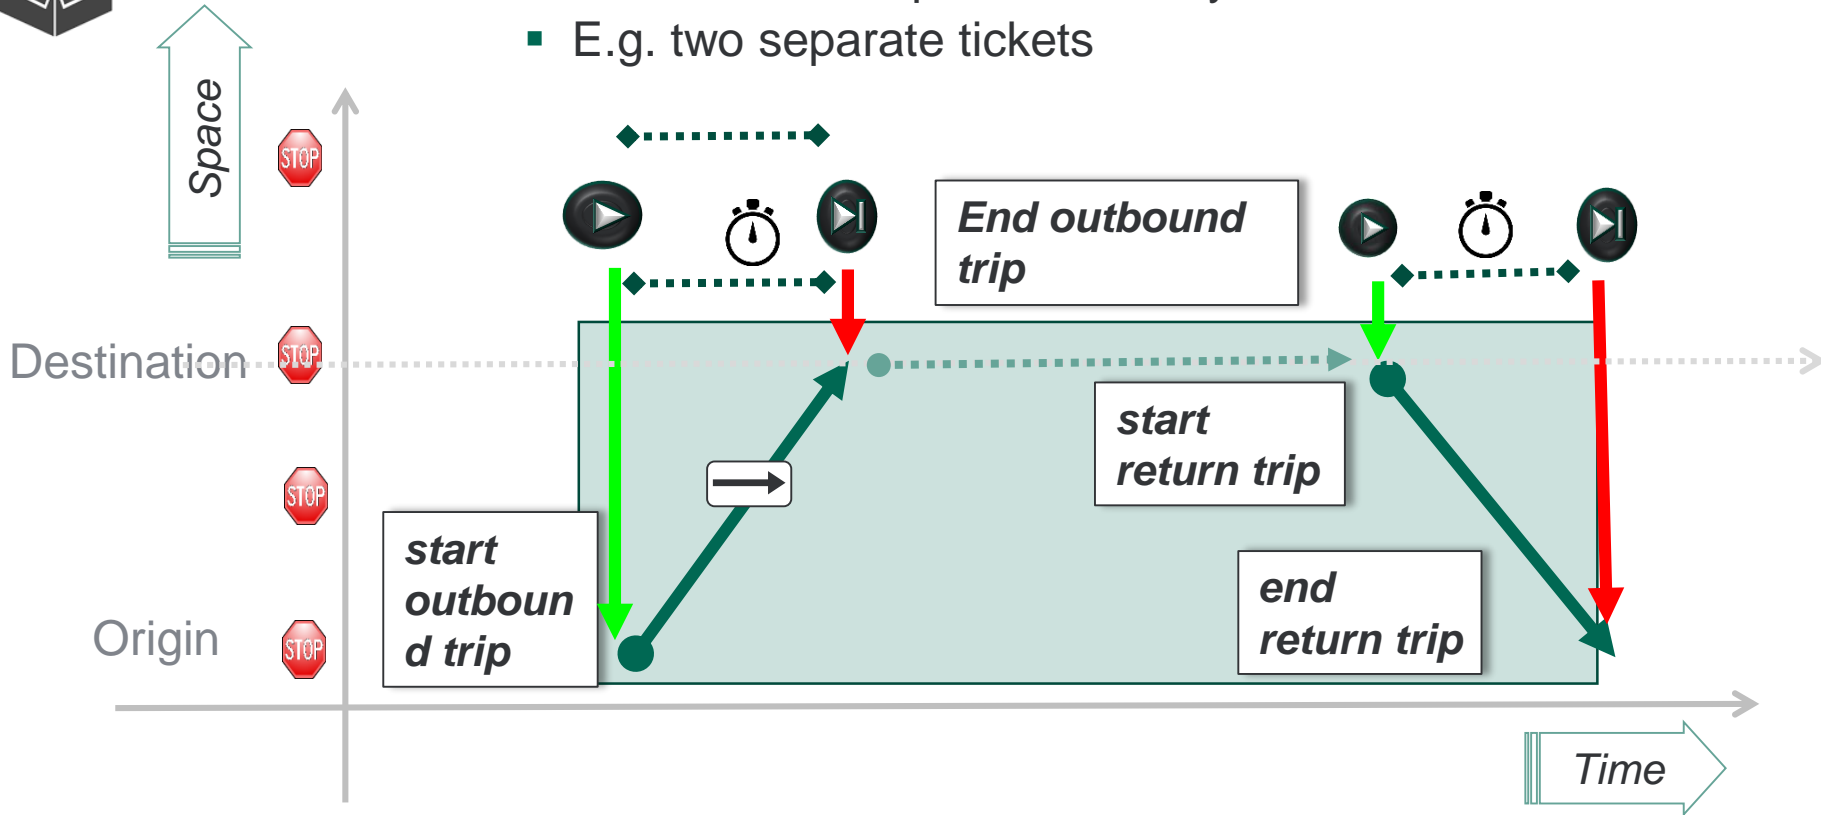 E.g. two separate tickets
Space
STOP
End outbound
trip
Destination
STOP
start
return trip
STOP
start
outboun
d trip
end
return trip
Origin
STOP
Time